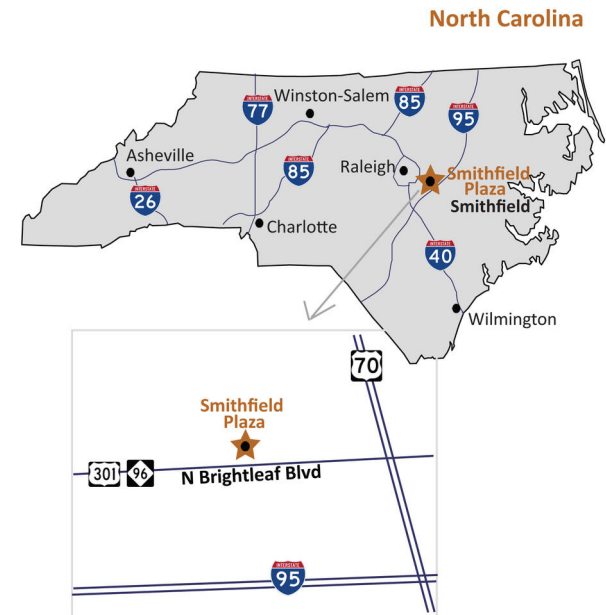 North Carolina
INTERSTATE
77
Winston-Salem
INTERSTATE
85
INTERSTATE
95
Asheville
INTERSTATE
85
Raleigh
Smithfield
Plaza
Smithfield
INTERSTATE
26
Charlotte
INTERSTATE
40
Wilmington
70
Smithfield
Plaza
301
96
N Brightleaf Blvd
INTERSTATE
95